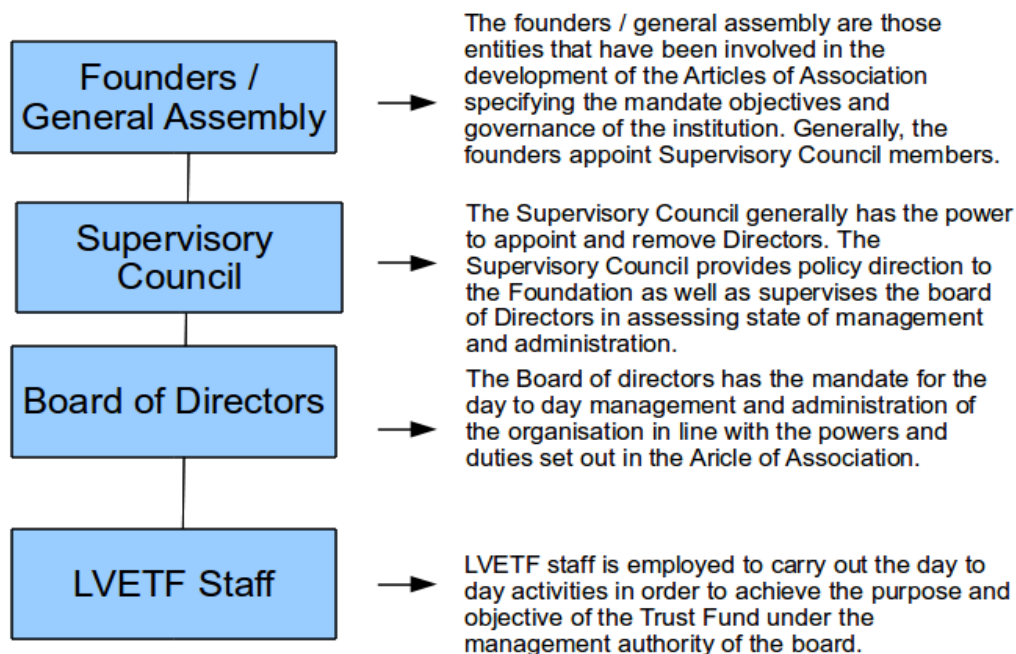 Founders /
General Assembly
The founders / general assembly are those
entities that have been involved in the
development of the Articles of Association
specifying the mandate objectives and
governance of the institution. Generally, the
founders appoint Supervisory Council members.
Supervisory
Council
The Supervisory Council generally has the power
to appoint and remove Directors. The
Supervisory Council provides policy direction to
the Foundation as well as supervises the board
of Directors in assessing state of management
and administration.
Board of Directors
The Board of directors has the mandate for the
day to day management and administration of
the organisation in line with the powers and
duties set out in the Aricle of Association.
LVETF Staff
LVETF staff is employed to carry out the day to
day activities in order to achieve the purpose and
objective of the Trust Fund under the
management authority of the board.